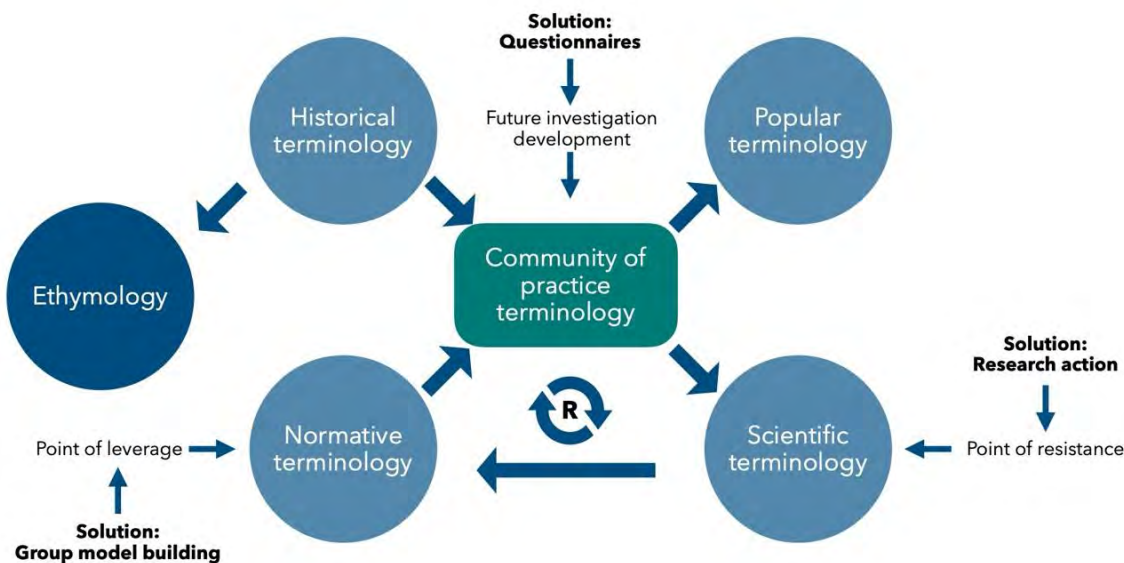 Solution:
Questionnaires
Future investigation
development
Historical
terminology
Popular
terminology
Ethymology
Community of
practice
terminology
Solution:
Research action
Point of leverage
Normative
terminology
R
Scientific
terminology
Point of resistance
Solution:
Group model building